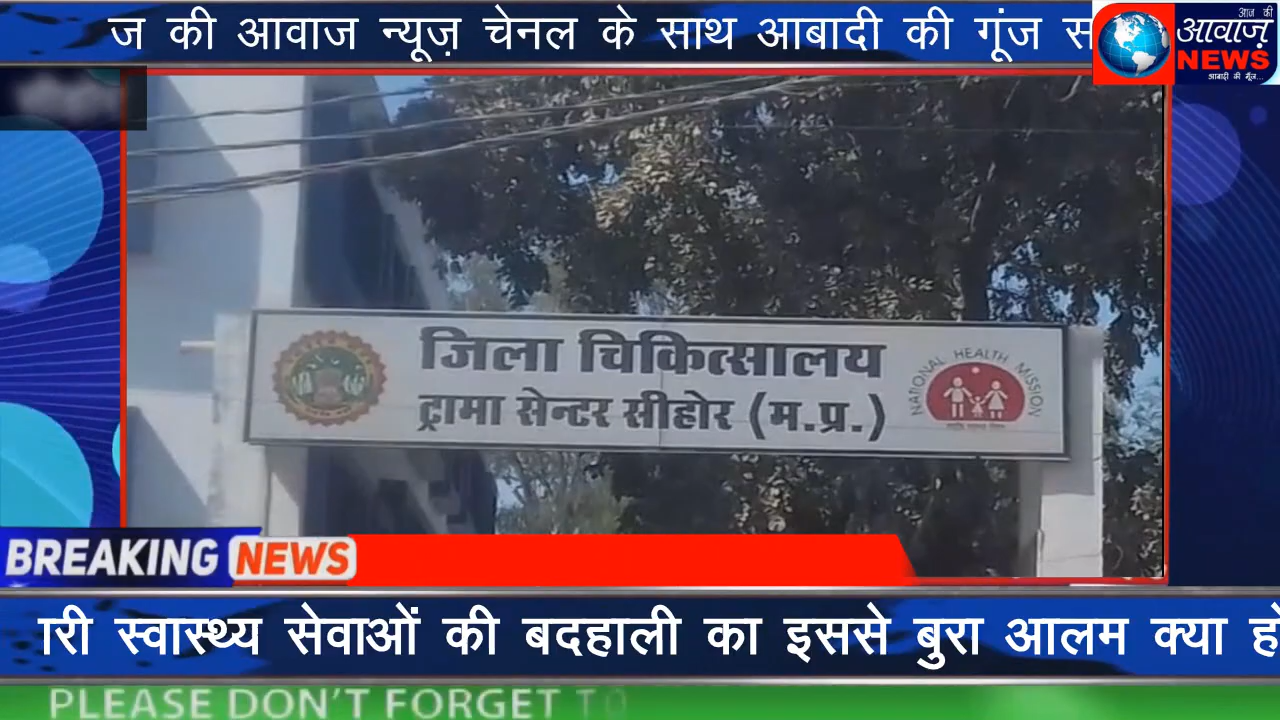 ज की आवाज न्यूज़ चेनल के साथ आबादी की गूंज स
आज की
आवाज़
NEWS
आबादी की गूँज...
जिला चिकित्सालय
ट्रामा सेन्टर सीहोर (म.प्र.)
NATIONAL HEALTH MISSION
BREAKING NEWS
ारी स्वास्थ्य सेवाओं की बदहाली का इससे बुरा आलम क्या हो
PLEASE DON'T FORGET TO